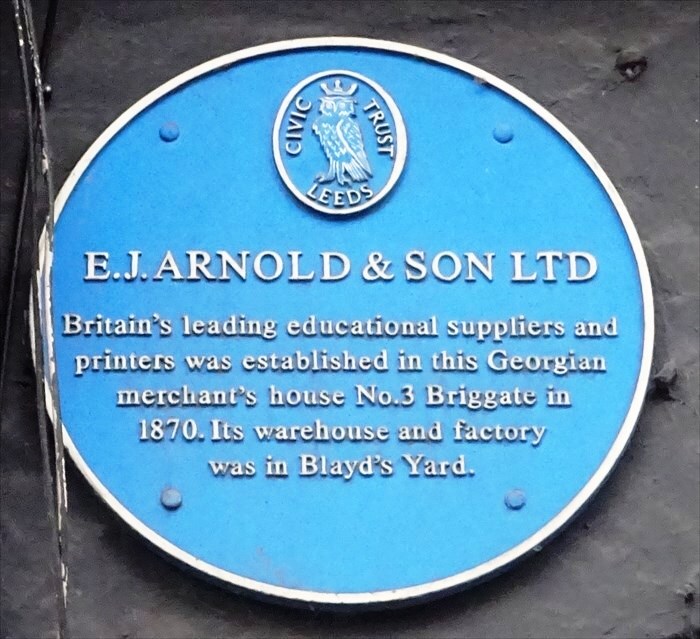 CIVIC TRUST
LEEDS
E.J. ARNOLD & SON LTD
Britain's leading educational suppliers and
printers was established in this Georgian
merchant's house No.3 Briggate in
1870. Its warehouse and factory
was in Blayd's Yard.